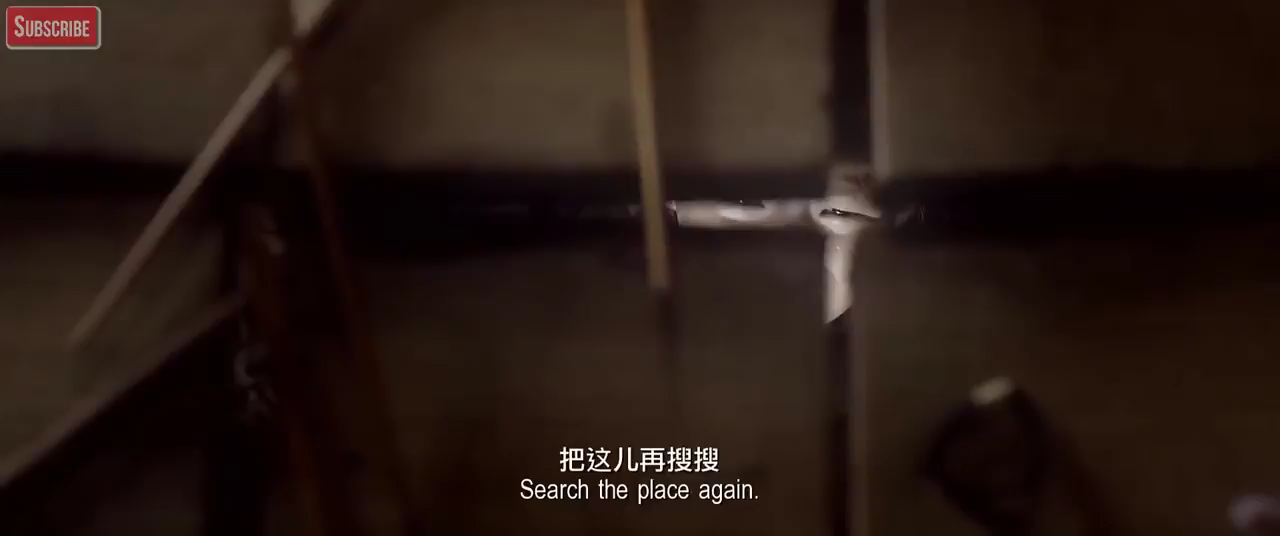 SUBSCRIBE
把这儿再搜搜
Search the place again.